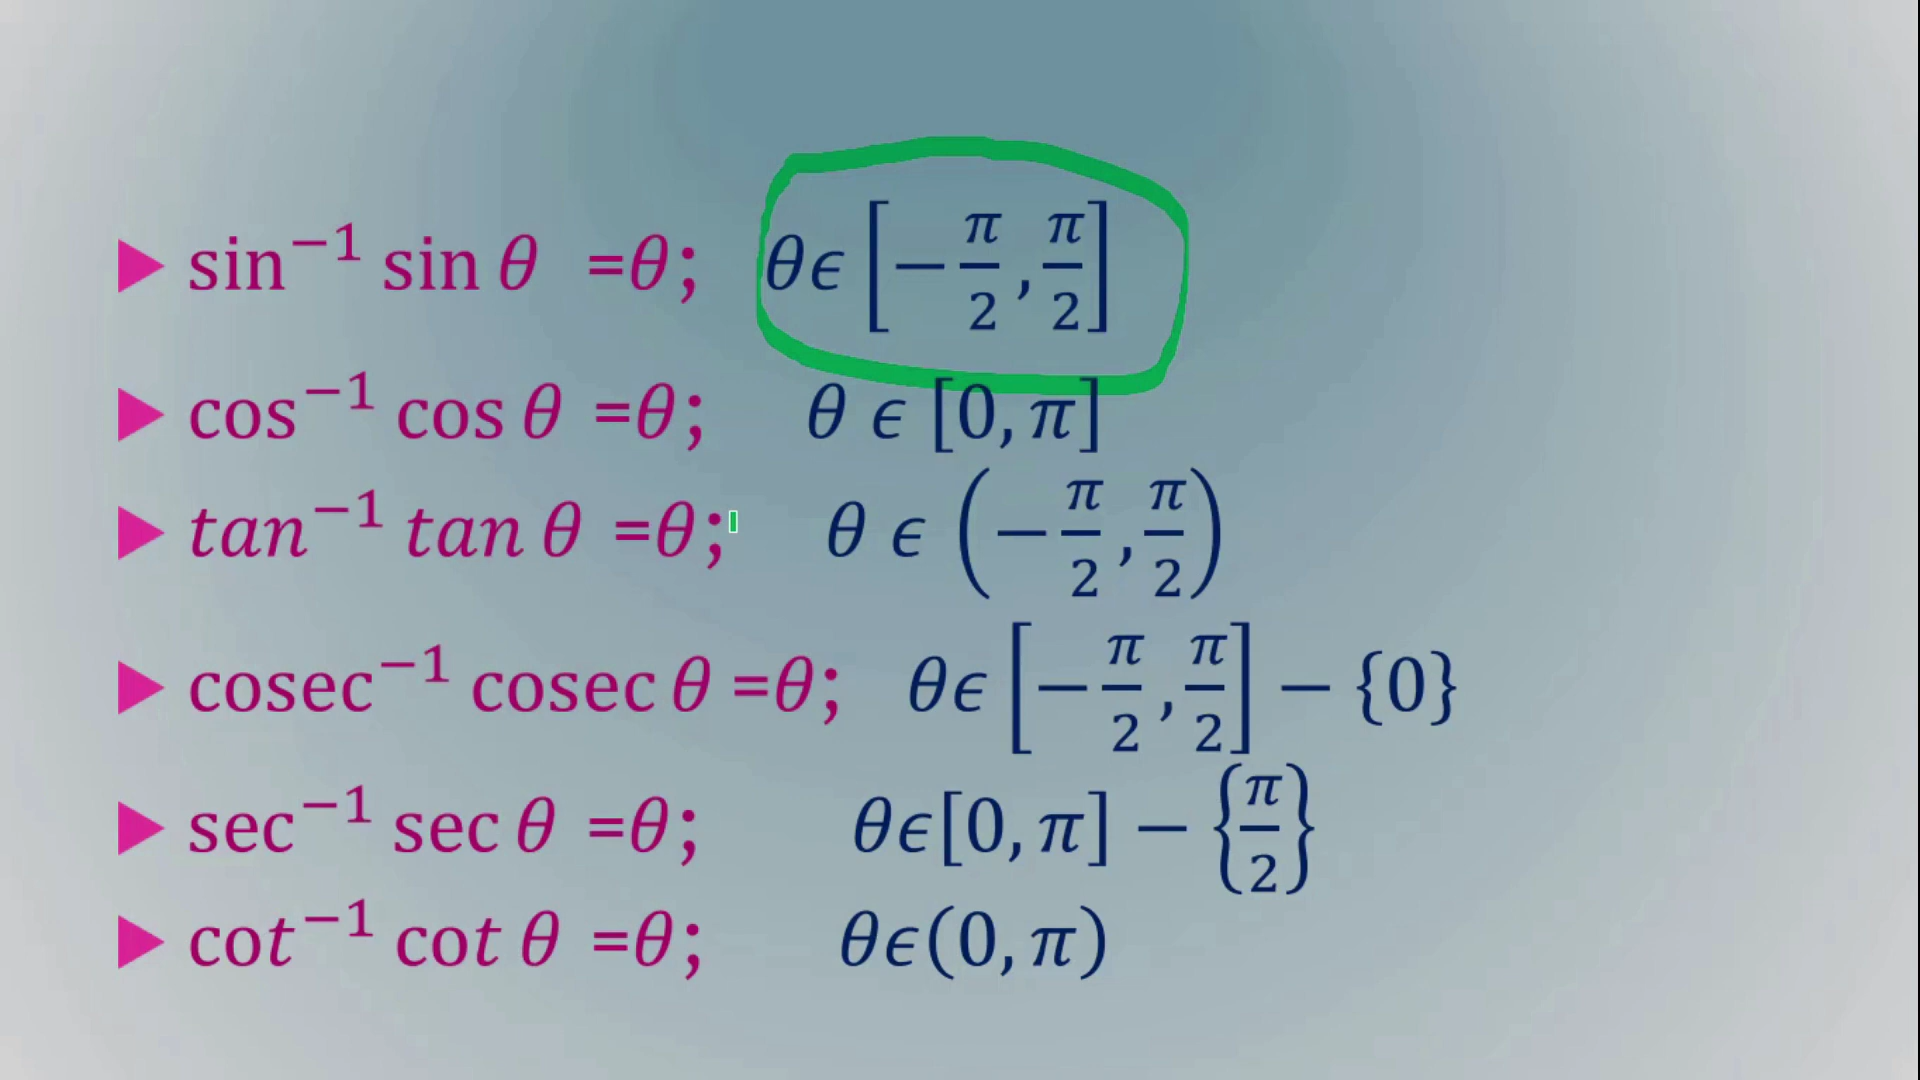 ▶ sin⁻¹ sin θ =θ; θϵ [−π/2, π/2]
▶ cos⁻¹ cos θ =θ; θ ϵ [0, π]
▶ tan⁻¹ tan θ =θ; θ ϵ (−π/2, π/2)
▶ cosec⁻¹ cosec θ =θ; θϵ [−π/2, π/2] − {0}
▶ sec⁻¹ sec θ =θ; θϵ[0, π] − {π/2}
▶ cot⁻¹ cot θ =θ; θϵ(0, π)